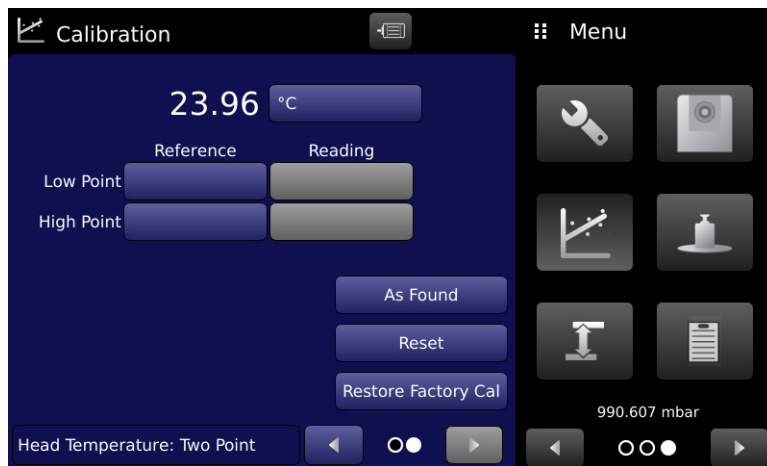 Calibration
23.96 °C
Reference Reading
Low Point
High Point
As Found
Reset
Restore Factory Cal
Head Temperature: Two Point
Menu
990.607 mbar